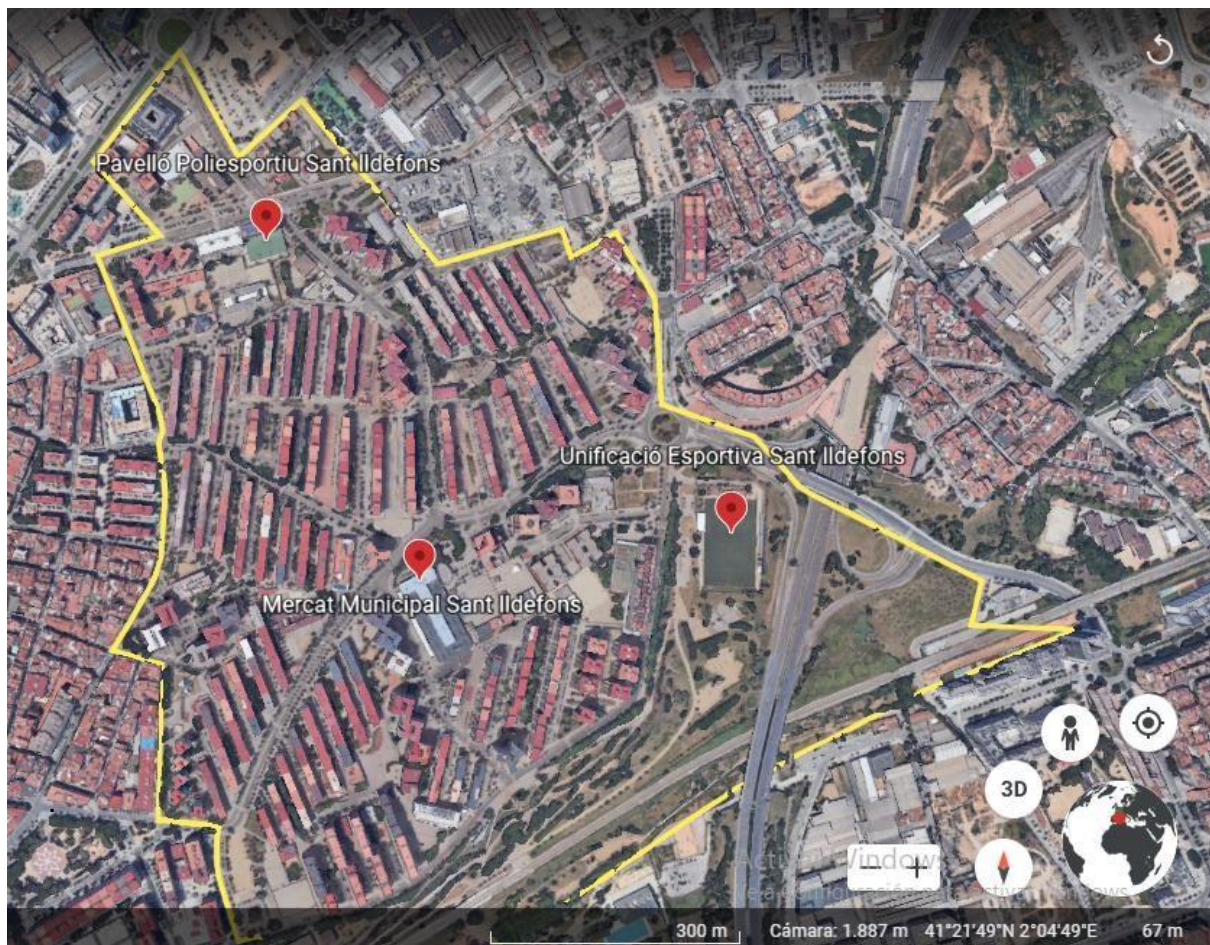 Pavelló Poliesportiu Sant Ildefons
Unificació Esportiva Sant Ildefons
Mercat Municipal Sant Ildefons
3D
Windows
300 m
Cámara: 1.887 m
41°21'49"N 2°04'49"E
67 m